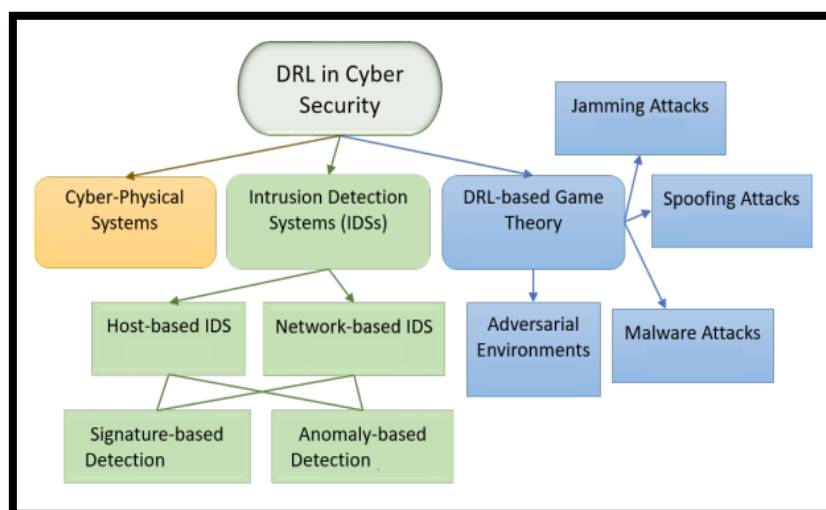 DRL in Cyber
Security
Jamming Attacks
Cyber-Physical
Systems
Intrusion Detection
Systems (IDSs)
DRL-based Game
Theory
Spoofing Attacks
Host-based IDS
Network-based IDS
Adversarial
Environments
Malware Attacks
Signature-based
Detection
Anomaly-based
Detection